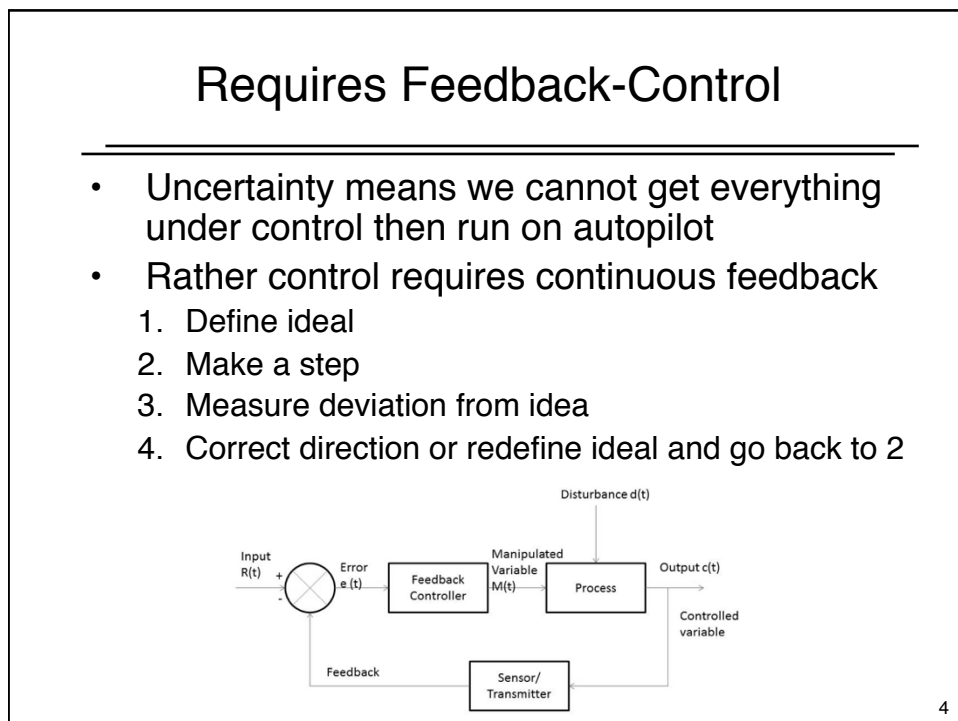 Requires Feedback-Control
• Uncertainty means we cannot get everything
under control then run on autopilot
• Rather control requires continuous feedback
1. Define ideal
2. Make a step
3. Measure deviation from idea
4. Correct direction or redefine ideal and go back to 2
Disturbance d(t)
Input
R(t)
+
-
Error
e (t)
Feedback
Controller
Manipulated
Variable
M(t)
Process
Output c(t)
Controlled
variable
Feedback
Sensor/
Transmitter
4